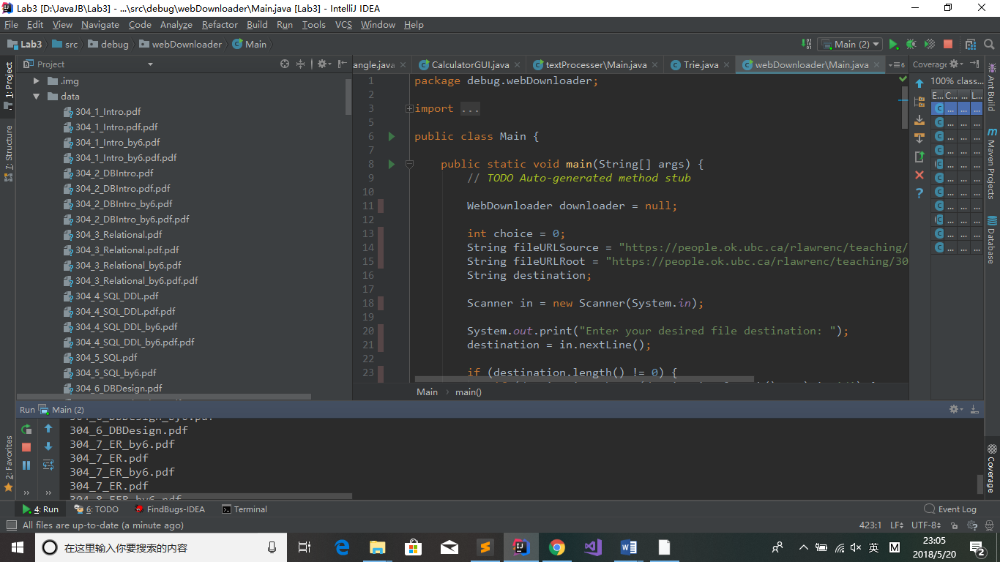 Lab3 [D:\JavaJB\Lab3] - ...\src\debug\webDownloader\Main.java [Lab3] - IntelliJ IDEA
File Edit View Navigate Code Analyze Refactor Build Run Tools VCS Window Help
Lab3 src debug webDownloader Main Main (2)
1: Project
7: Structure
2: Favorites
Project
.img
data
304_1_Intro.pdf
304_1_Intro.pdf.pdf
304_1_Intro_by6.pdf
304_1_Intro_by6.pdf.pdf
304_2_DBIntro.pdf
304_2_DBIntro.pdf.pdf
304_2_DBIntro_by6.pdf
304_2_DBIntro_by6.pdf.pdf
304_3_Relational.pdf
304_3_Relational.pdf.pdf
304_3_Relational_by6.pdf
304_3_Relational_by6.pdf.pdf
304_4_SQL_DDL.pdf
304_4_SQL_DDL.pdf.pdf
304_4_SQL_DDL_by6.pdf
304_4_SQL_DDL_by6.pdf.pdf
304_5_SQL.pdf
304_5_SQL_by6.pdf
304_6_DBDesign.pdf
angle.java CalculatorGUI.java textProcesser\Main.java Trie.java webDownloader\Main.java 6
1 package debug.webDownloader;
2
3 import ...
5
6 public class Main {
7
8 public static void main(String[] args) {
9 // TODO Auto-generated method stub
10
11 WebDownloader downloader = null;
12
13 int choice = 0;
14 String fileURLSource = "https://people.ok.ubc.ca/rlawrenc/teaching/
15 String fileURLRoot = "https://people.ok.ubc.ca/rlawrenc/teaching/30
16 String destination;
17
18 Scanner in = new Scanner(System.in);
19
20 System.out.print("Enter your desired file destination: ");
21 destination = in.nextLine();
22
23 if (destination.length() != 0) {
Main main()
Coverage
100% class...
E... C... ... L...
Ant Build
Maven Projects
Database
Coverage
Run Main (2)
304_6_DBDesign_by6.pdf
304_6_DBDesign.pdf
304_7_ER_by6.pdf
304_7_ER.pdf
304_7_ER_by6.pdf
304_7_ER.pdf
304_8_EER_by6.pdf
4: Run 6: TODO FindBugs-IDEA Terminal Event Log
All files are up-to-date (a minute ago) 423:1 LF UTF-8
在这里输入你要搜索的内容
英 M 23:05
2018/5/20 2